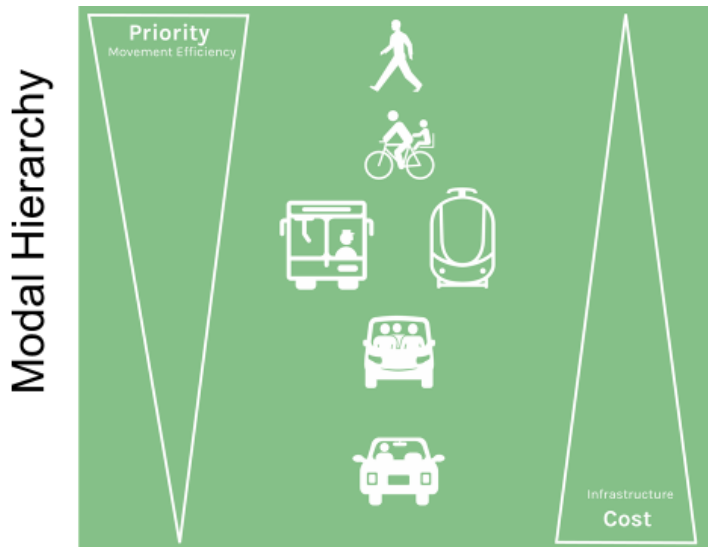 Modal Hierarchy
Priority
Movement Efficiency
Infrastructure
Cost